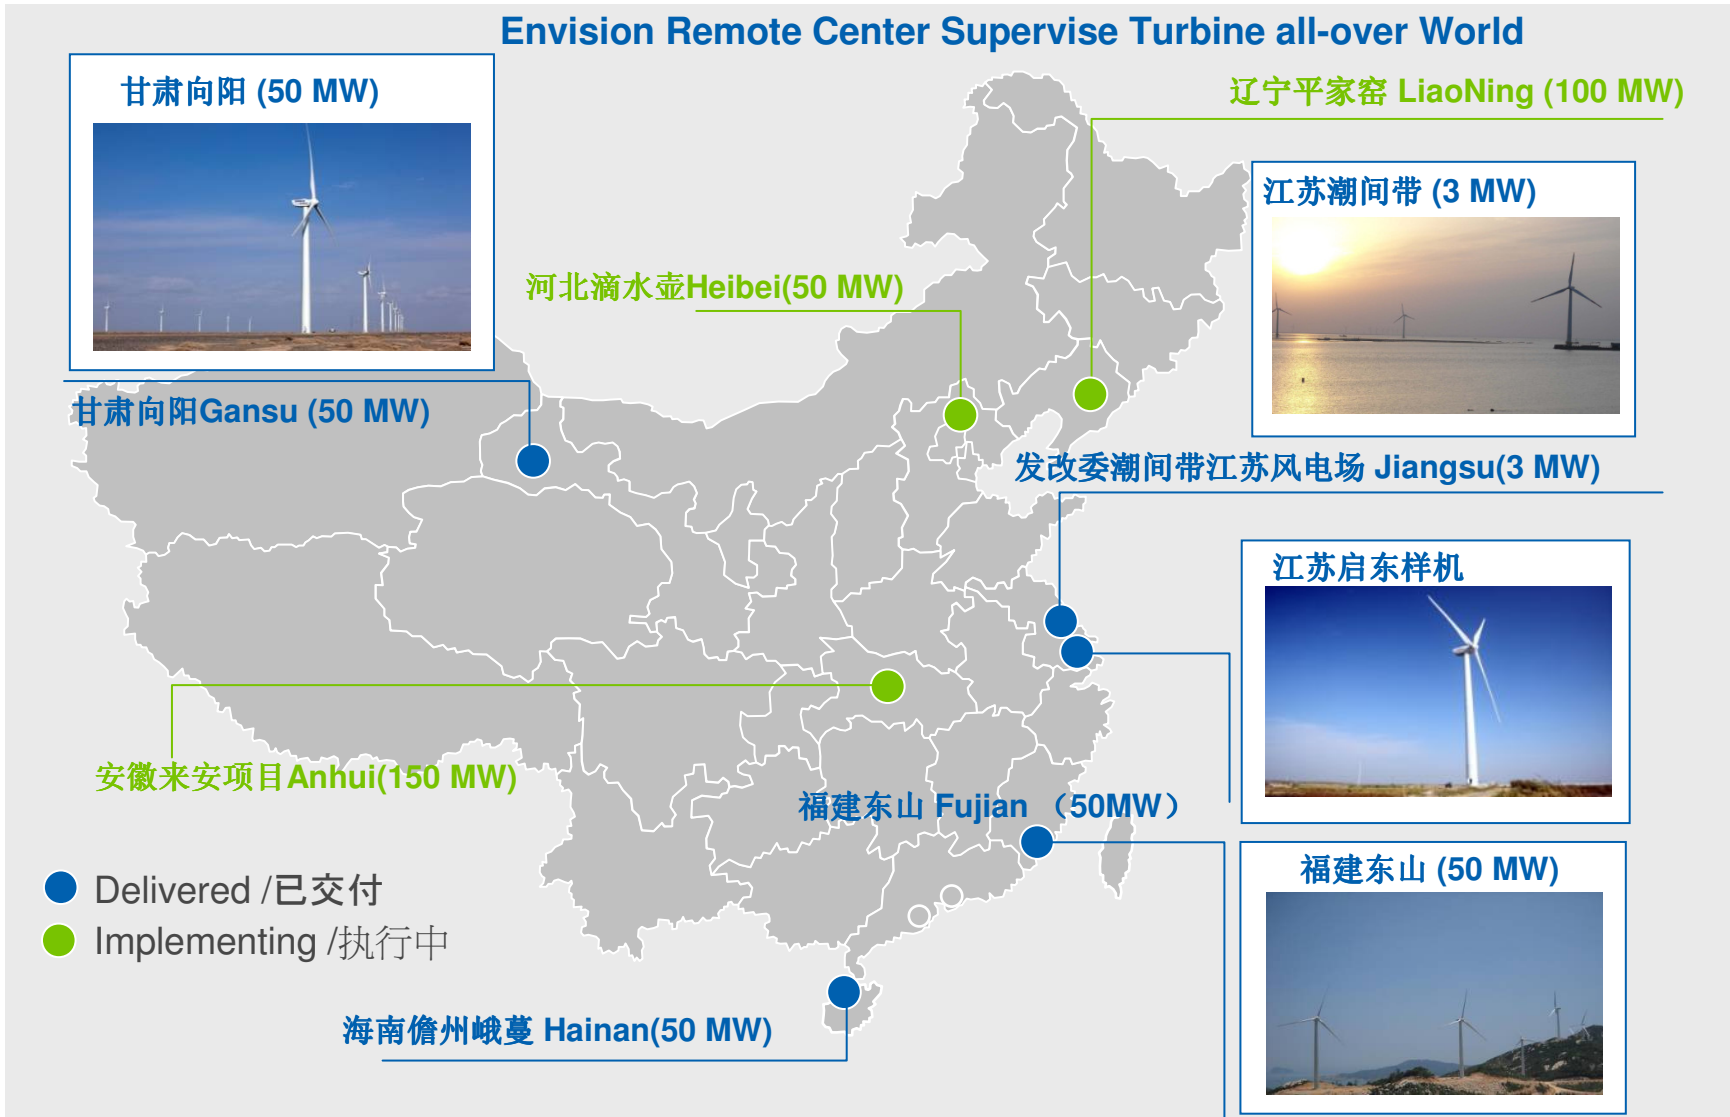 Envision Remote Center Supervise Turbine all-over World
甘肃向阳 (50 MW)
辽宁平家窑 LiaoNing (100 MW)
江苏潮间带 (3 MW)
河北滴水壶Heibei(50 MW)
甘肃向阳Gansu (50 MW)
发改委潮间带江苏风电场 Jiangsu(3 MW)
江苏启东样机
安徽来安项目Anhui(150 MW)
福建东山 Fujian （50MW）
福建东山 (50 MW)
Delivered /已交付
Implementing /执行中
海南儋州峨蔓 Hainan(50 MW)